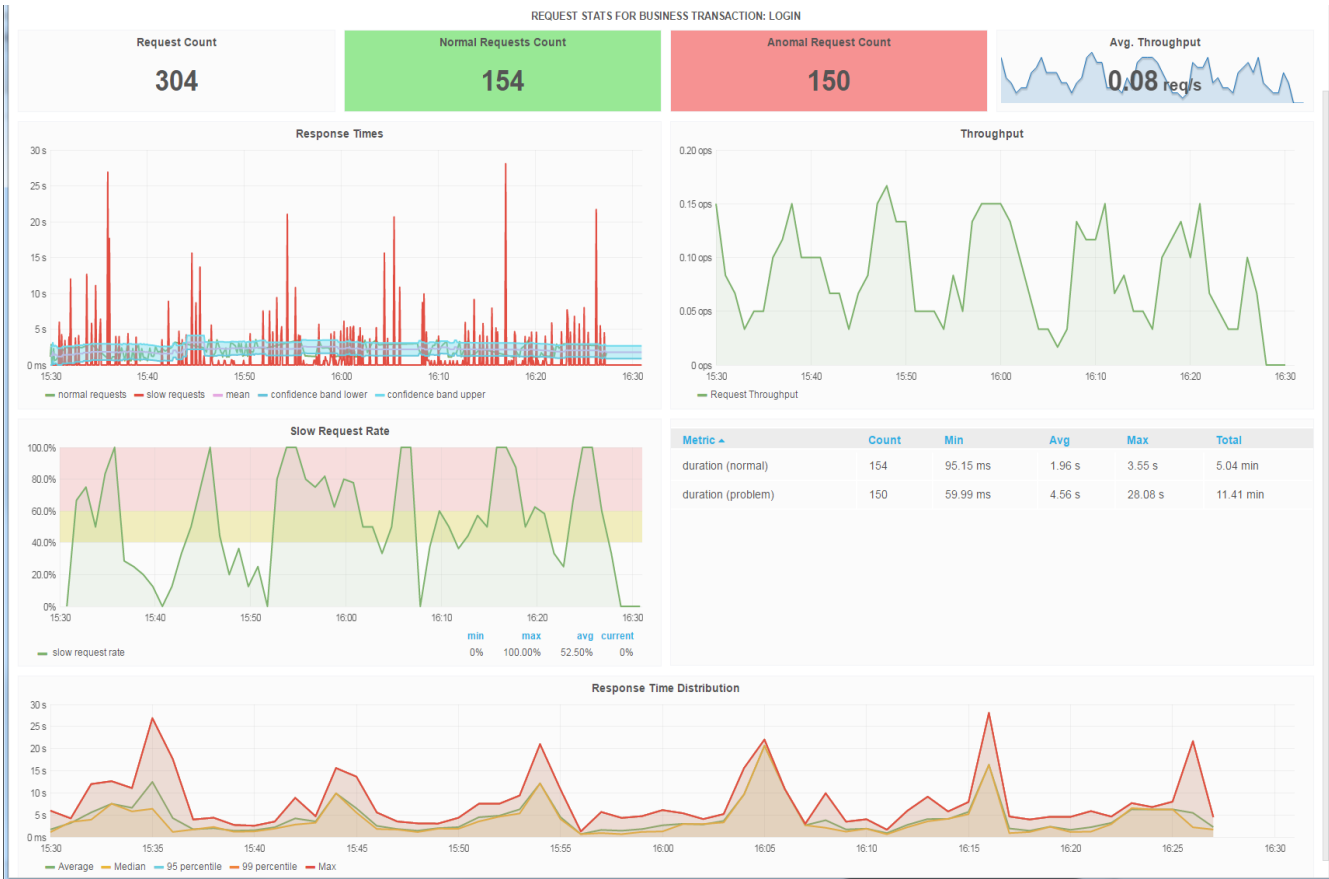 REQUEST STATS FOR BUSINESS TRANSACTION: LOGIN
Request Count
304
Normal Requests Count
154
Anomal Request Count
150
Avg. Throughput
0.08 req/s
Response Times
30 s
25 s
20 s
15 s
10 s
5 s
0 ms
15:30 15:40 15:50 16:00 16:10 16:20 16:30
normal requests slow requests mean confidence band lower confidence band upper
Throughput
0.20 ops
0.15 ops
0.10 ops
0.05 ops
0 ops
15:30 15:40 15:50 16:00 16:10 16:20 16:30
Request Throughput
Slow Request Rate
100.0%
80.0%
60.0%
40.0%
20.0%
0%
15:30 15:40 15:50 16:00 16:10 16:20 16:30
min max avg current
slow request rate 0% 100.00% 52.50% 0%
Metric Count Min Avg Max Total
duration (normal) 154 95.15 ms 1.96 s 3.55 s 5.04 min
duration (problem) 150 59.99 ms 4.56 s 28.08 s 11.41 min
Response Time Distribution
30 s
25 s
20 s
15 s
10 s
5 s
0 ms
15:30 15:35 15:40 15:45 15:50 15:55 16:00 16:05 16:10 16:15 16:20 16:25 16:30
Average Median 95 percentile 99 percentile Max